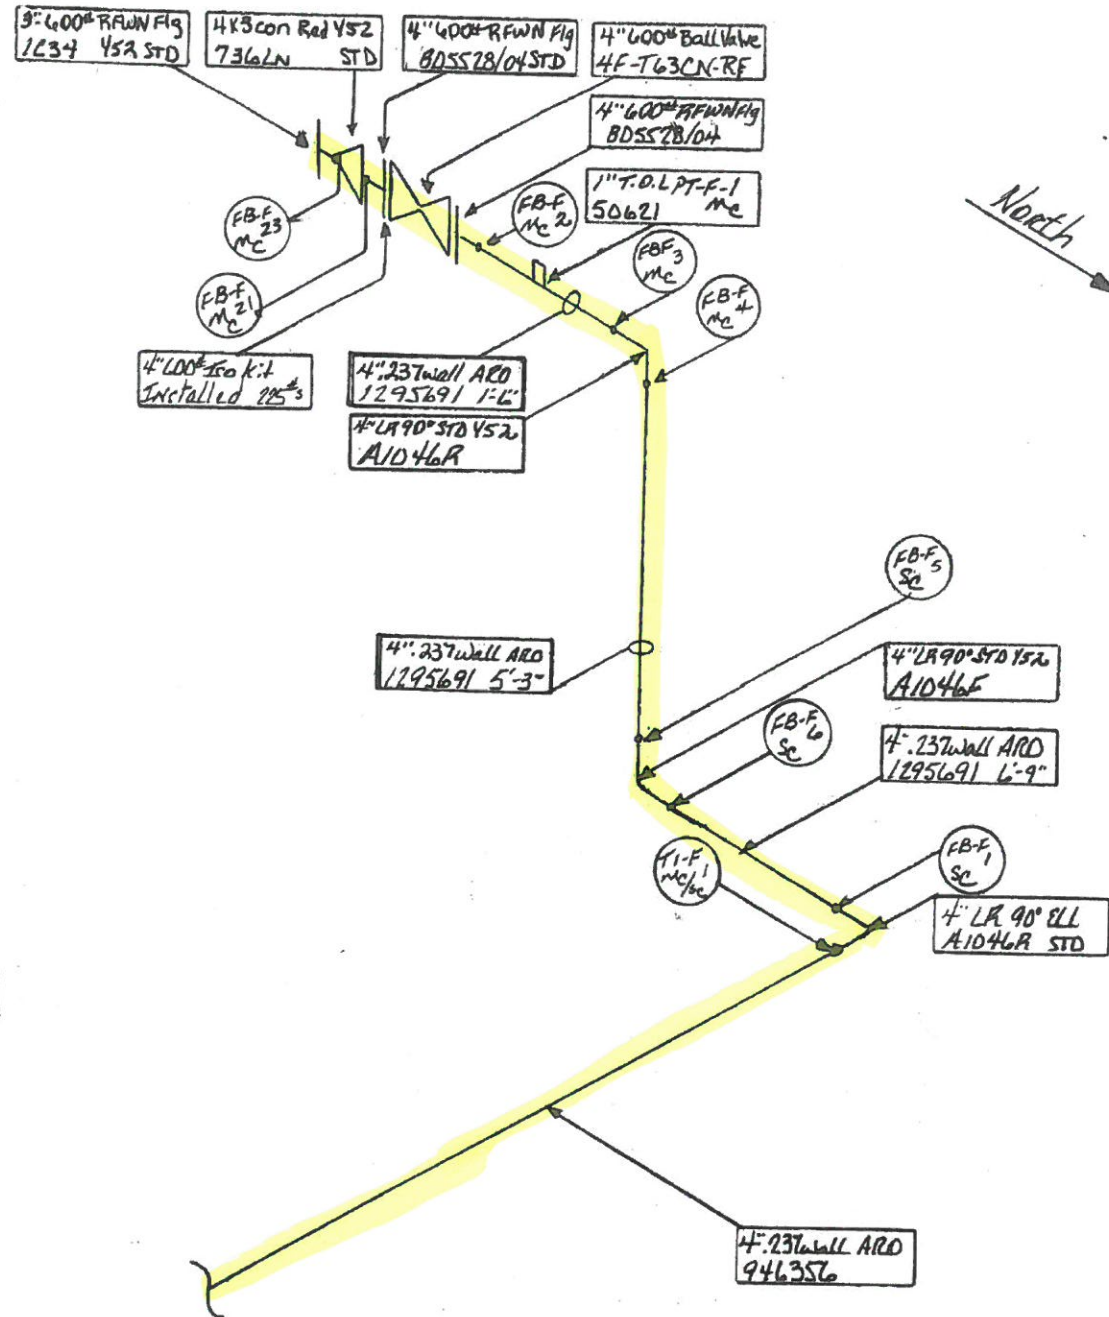 3" 600# RFWN Flg
1C34 Y52 STD
4x3 con Red Y52
736LN STD
4" 600# RFWN Flg
BD5528/04 STD
4" 600# Ball Valve
4F-T63CN-RF
4" 600# RFWN Flg
BD5528/04
1" T.O.L PT-F-1
50621 MC
North
FB-F 23
MC
FB-F 2
MC
FBF 3
MC
FB-F 4
MC
FB-F 21
MC
4" 600# Iso Kit
Installed 225#s
4" .237 wall ARO
1295691 1'-6"
4" LR 90° STD Y52
A1046R
FB-F 5
SC
4" .237 wall ARO
1295691 5'-3"
4" LR 90° STD Y52
FB-F 6
SC
4" .237 wall ARO
1295691 6'-9"
T1-F 1
MC/SC
FB-F 1
SC
4" LR 90° ELL
A1046R STD
4" .237 wall ARO
946356